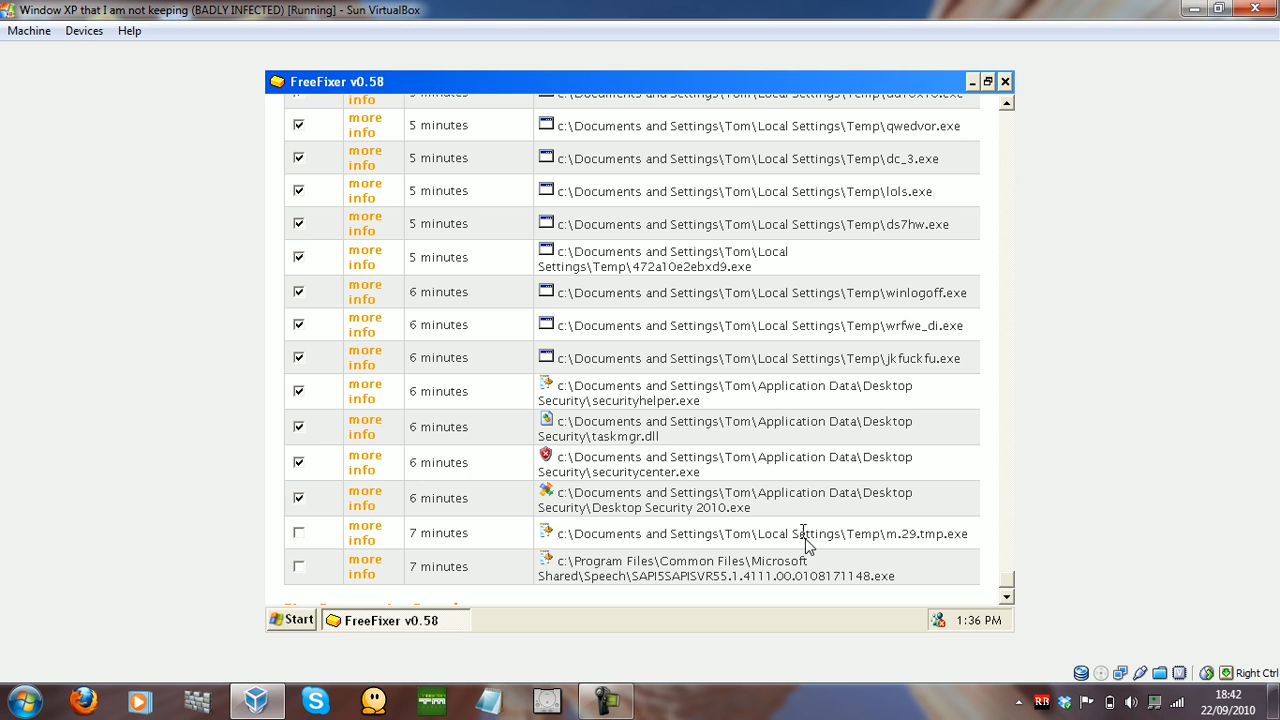 Window XP that I am not keeping (BADLY INFECTED) [Running] - Sun VirtualBox
Machine Devices Help
FreeFixer v0.58
info
more info 5 minutes c:\Documents and Settings\Tom\Local Settings\Temp\qwedvor.exe
more info 5 minutes c:\Documents and Settings\Tom\Local Settings\Temp\dc_3.exe
more info 5 minutes c:\Documents and Settings\Tom\Local Settings\Temp\lols.exe
more info 5 minutes c:\Documents and Settings\Tom\Local Settings\Temp\ds7hw.exe
more info 5 minutes c:\Documents and Settings\Tom\Local
Settings\Temp\472a10e2ebxd9.exe
more info 6 minutes c:\Documents and Settings\Tom\Local Settings\Temp\winlogoff.exe
more info 6 minutes c:\Documents and Settings\Tom\Local Settings\Temp\wrfwe_di.exe
more info 6 minutes c:\Documents and Settings\Tom\Local Settings\Temp\jkfuckfu.exe
more info 6 minutes c:\Documents and Settings\Tom\Application Data\Desktop
Security\securityhelper.exe
more info 6 minutes c:\Documents and Settings\Tom\Application Data\Desktop
Security\taskmgr.dll
more info 6 minutes c:\Documents and Settings\Tom\Application Data\Desktop
Security\securitycenter.exe
more info 6 minutes c:\Documents and Settings\Tom\Application Data\Desktop
Security\Desktop Security 2010.exe
more info 7 minutes c:\Documents and Settings\Tom\Local Settings\Temp\m.29.tmp.exe
more info 7 minutes c:\Program Files\Common Files\Microsoft
Shared\Speech\SAPI5SAPISVR55.1.4111.00.0108171148.exe
Start FreeFixer v0.58 1:36 PM
Right Ctrl
18:42
22/09/2010